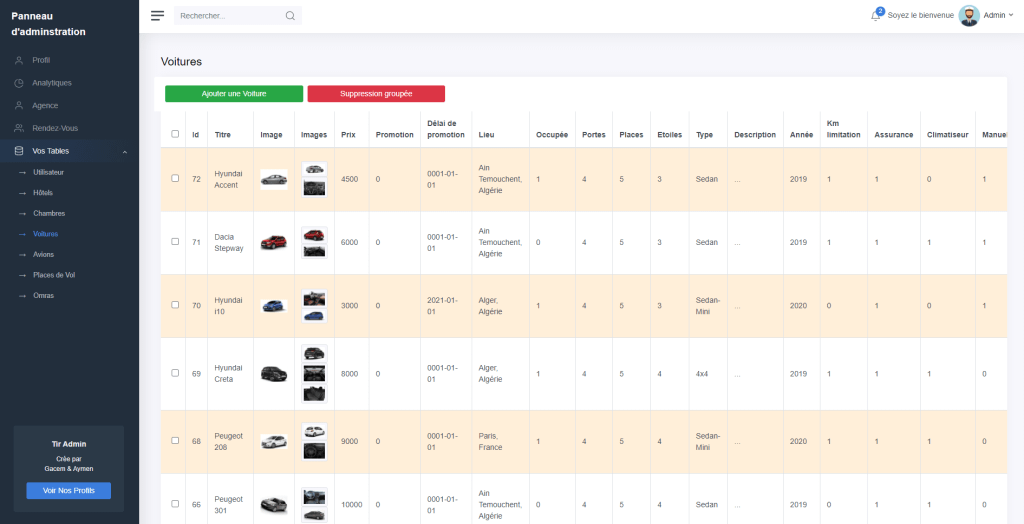 Panneau
d'adminstration
Rechercher...
2
Soyez le bienvenue
Admin
Profil
Analytiques
Agence
Rendez-Vous
Vos Tables
→ Utilisateur
→ Hôtels
→ Chambres
→ Voitures
→ Avions
→ Places de Vol
→ Omras
Tir Admin
Crée par
Gacem & Aymen
Voir Nos Profils
Voitures
Ajouter une Voiture
Suppression groupée
Id Titre Image Images Prix Promotion Délai de promotion Lieu Occupée Portes Places Etoiles Type Description Année Km limitation Assurance Climatiseur Manuel
72 Hyundai Accent 4500 0 0001-01-01 Ain Temouchent, Algérie 1 4 5 3 Sedan ... 2019 1 1 0 1
71 Dacia Stepway 6000 0 0001-01-01 Ain Temouchent, Algérie 0 4 5 3 Sedan ... 2019 1 1 1 1
70 Hyundai i10 3000 0 2021-01-01 Alger, Algérie 1 4 5 3 Sedan-Mini ... 2020 0 1 0 1
69 Hyundai Creta 8000 0 0001-01-01 Alger, Algérie 1 4 5 4 4x4 ... 2019 1 1 1 0
68 Peugeot 208 9000 0 0001-01-01 Paris, France 1 4 5 4 Sedan-Mini ... 2020 1 1 1 0
66 Peugeot 301 10000 0 0001-01-01 Ain Temouchent, Algérie 0 4 5 4 Sedan ... 2019 0 1 1 0